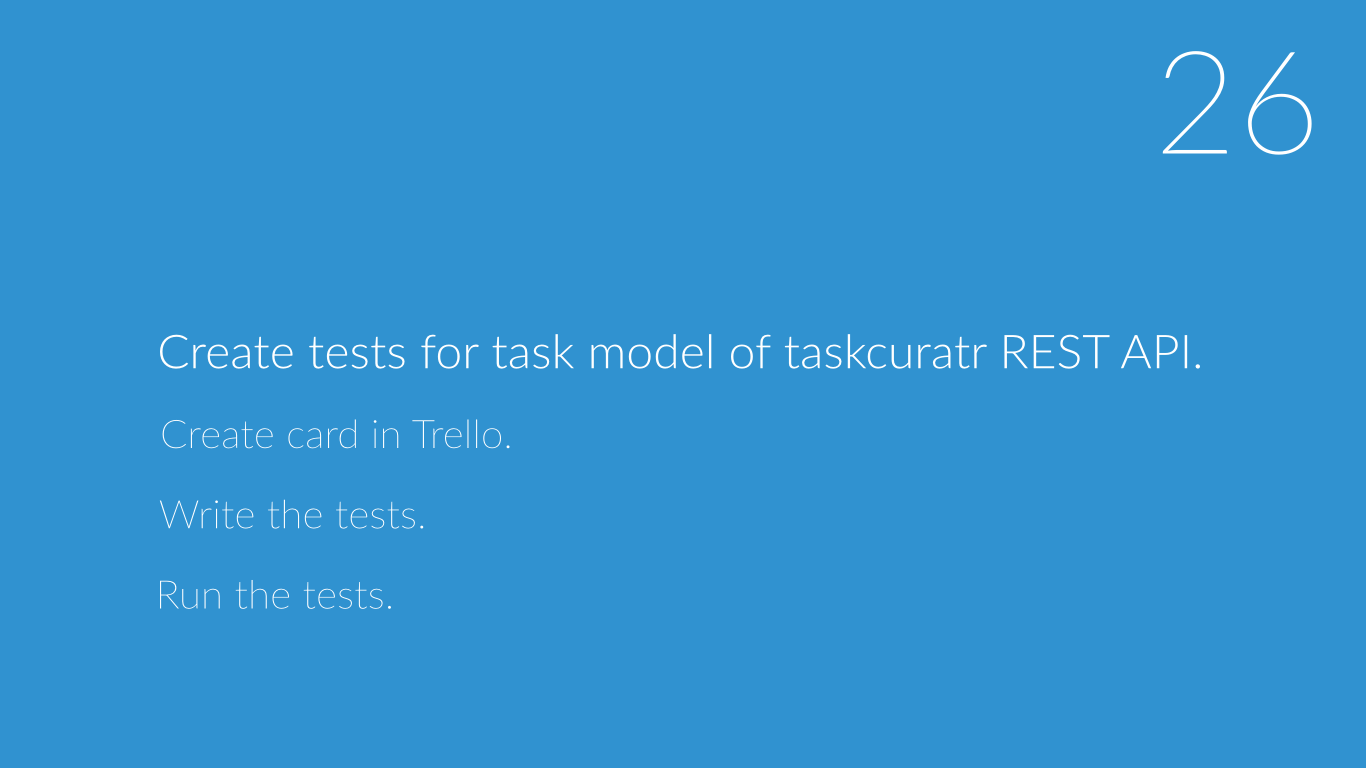 26
Create tests for task model of taskcuratr REST API.
Create card in Trello.
Write the tests.
Run the tests.